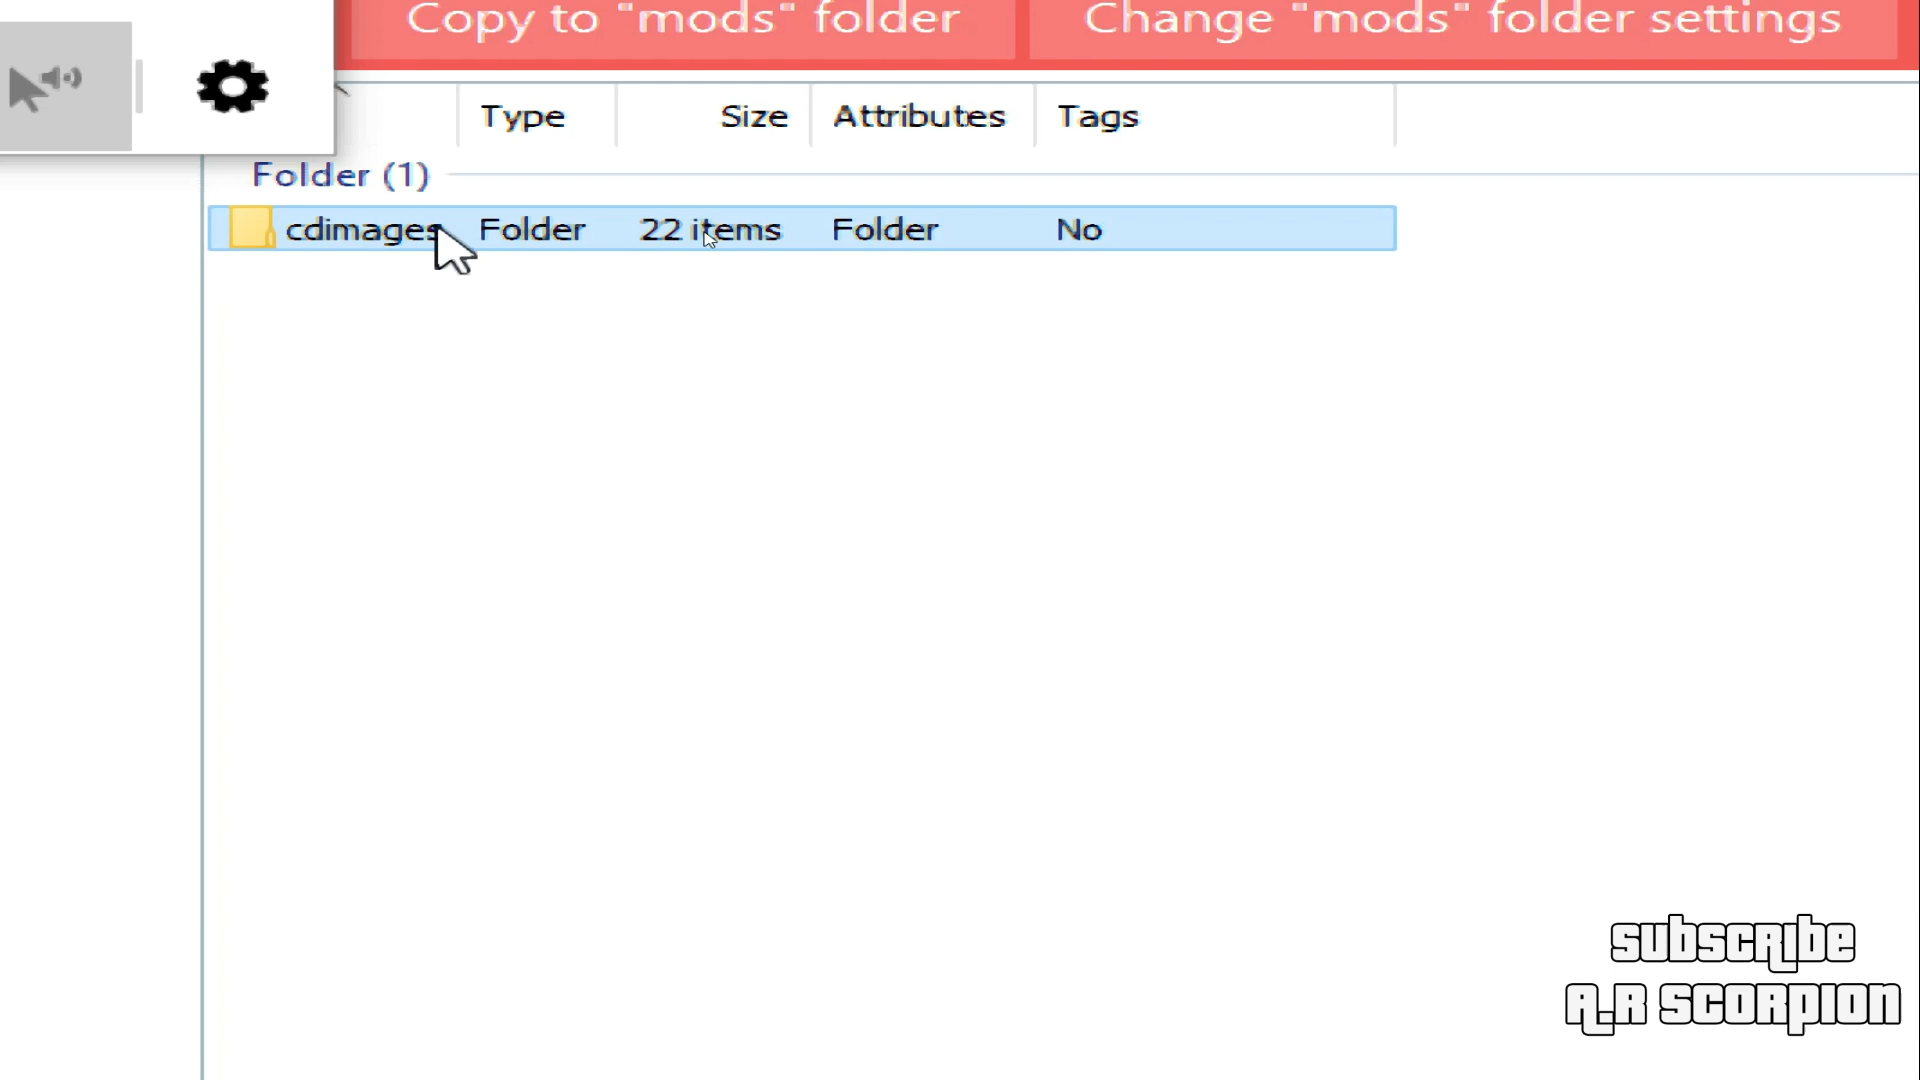 Copy to "mods" folder Change "mods" folder settings
Type Size Attributes Tags
Folder (1)
cdimages Folder 22 items Folder No
subscribe
A.R SCORPION